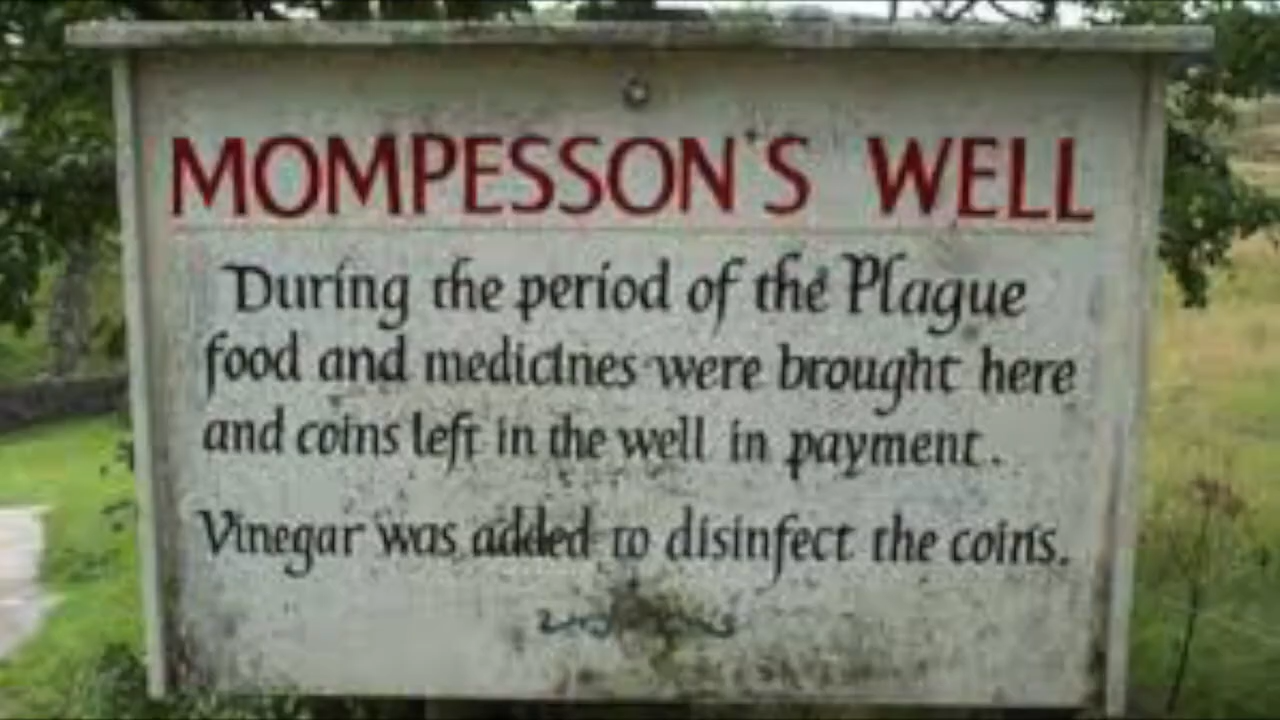 MOMPESSON'S WELL
During the period of the Plague
food and medicines were brought here
and coins left in the well in payment.
Vinegar was added to disinfect the coins.